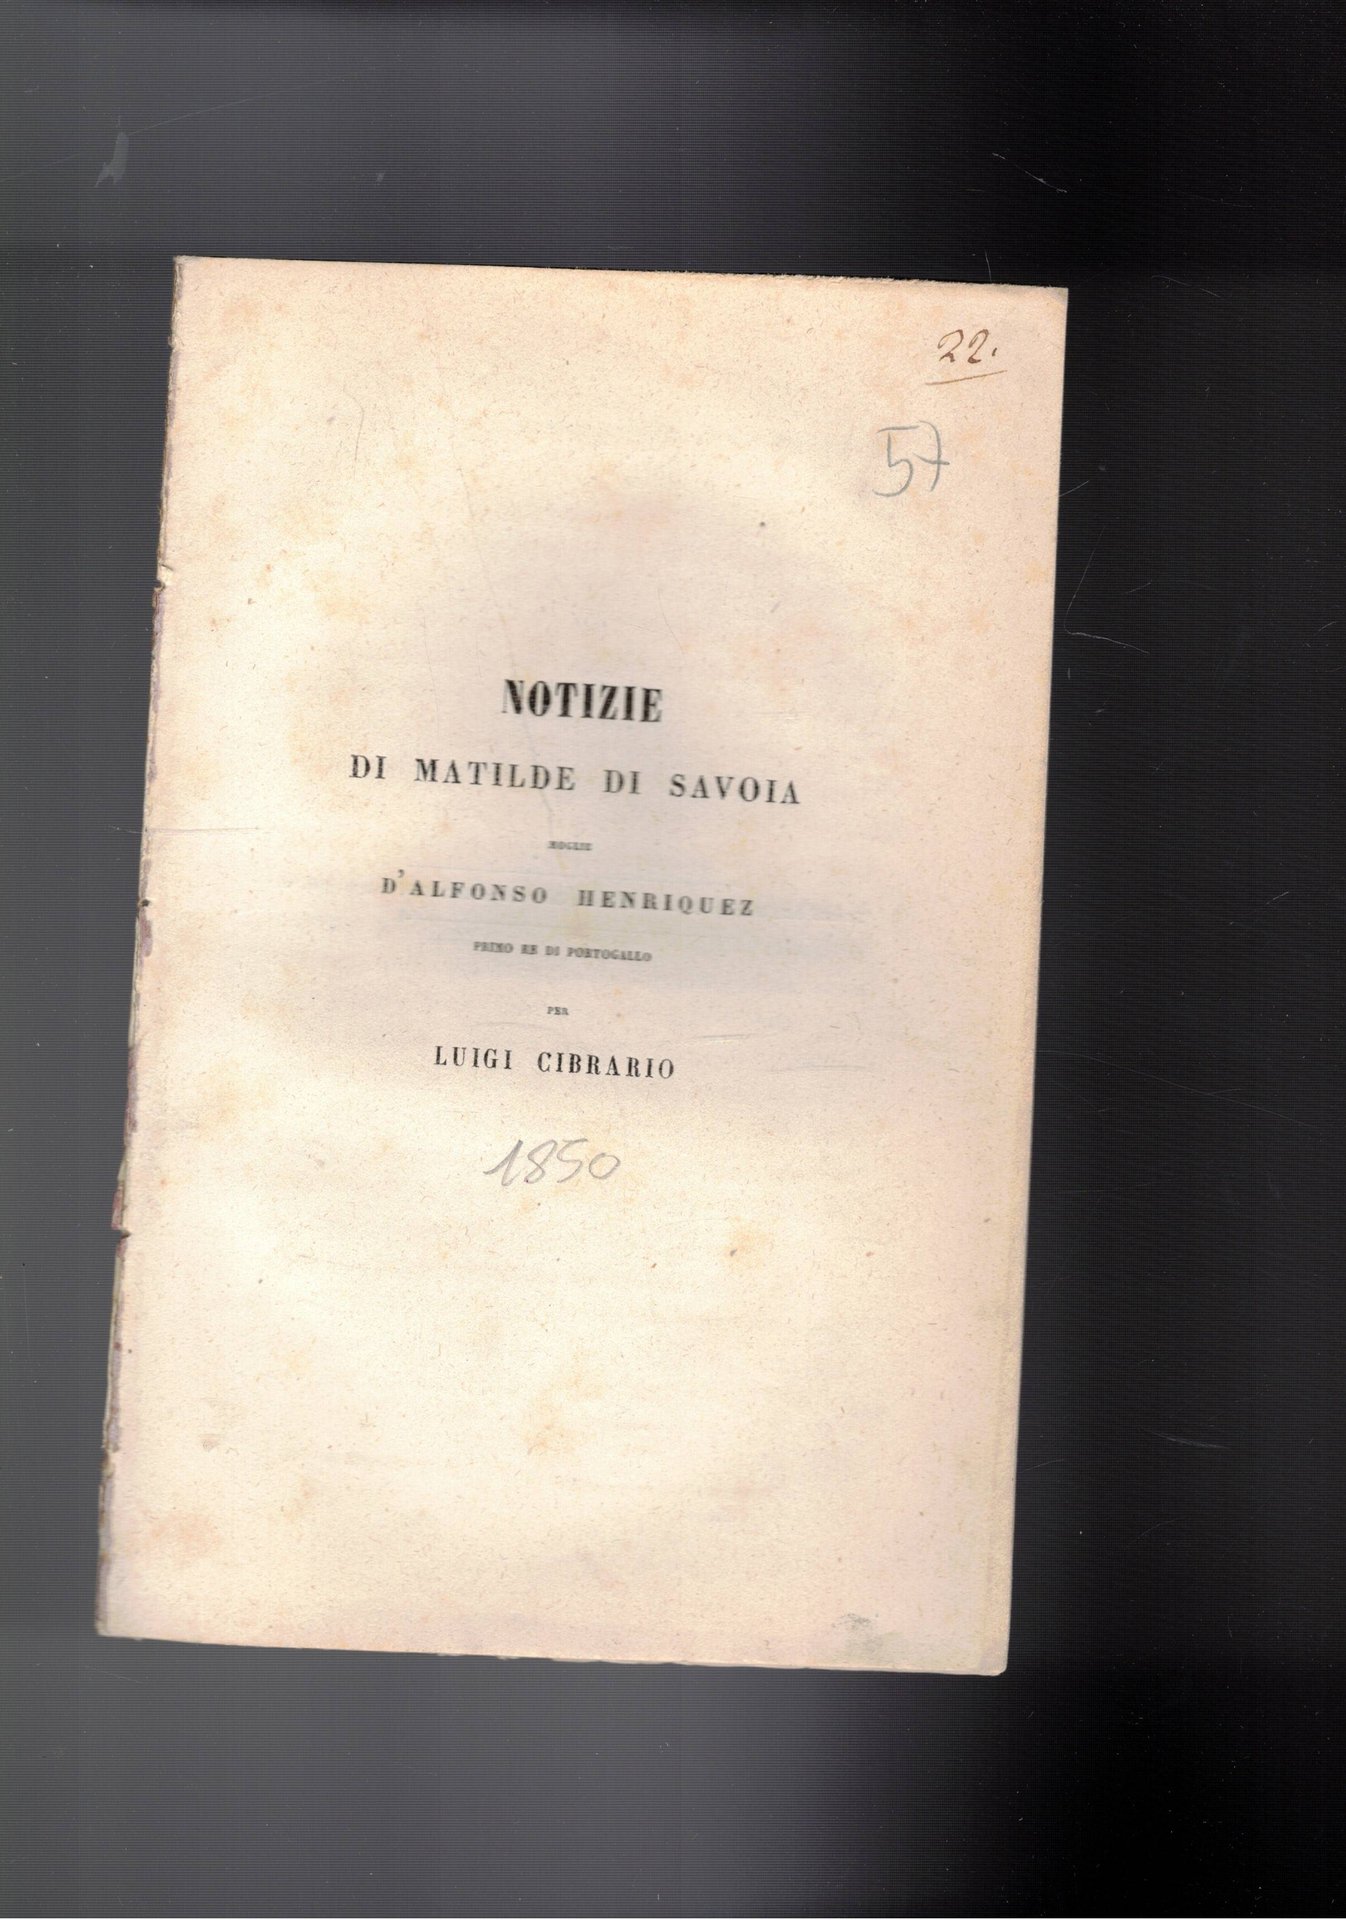 22.
57
NOTIZIE
DI MATILDE DI SAVOIA
MOGLIE
D'ALFONSO HENRIQUEZ
PRIMO RE DI PORTOGALLO
PER
LUIGI CIBRARIO
1850